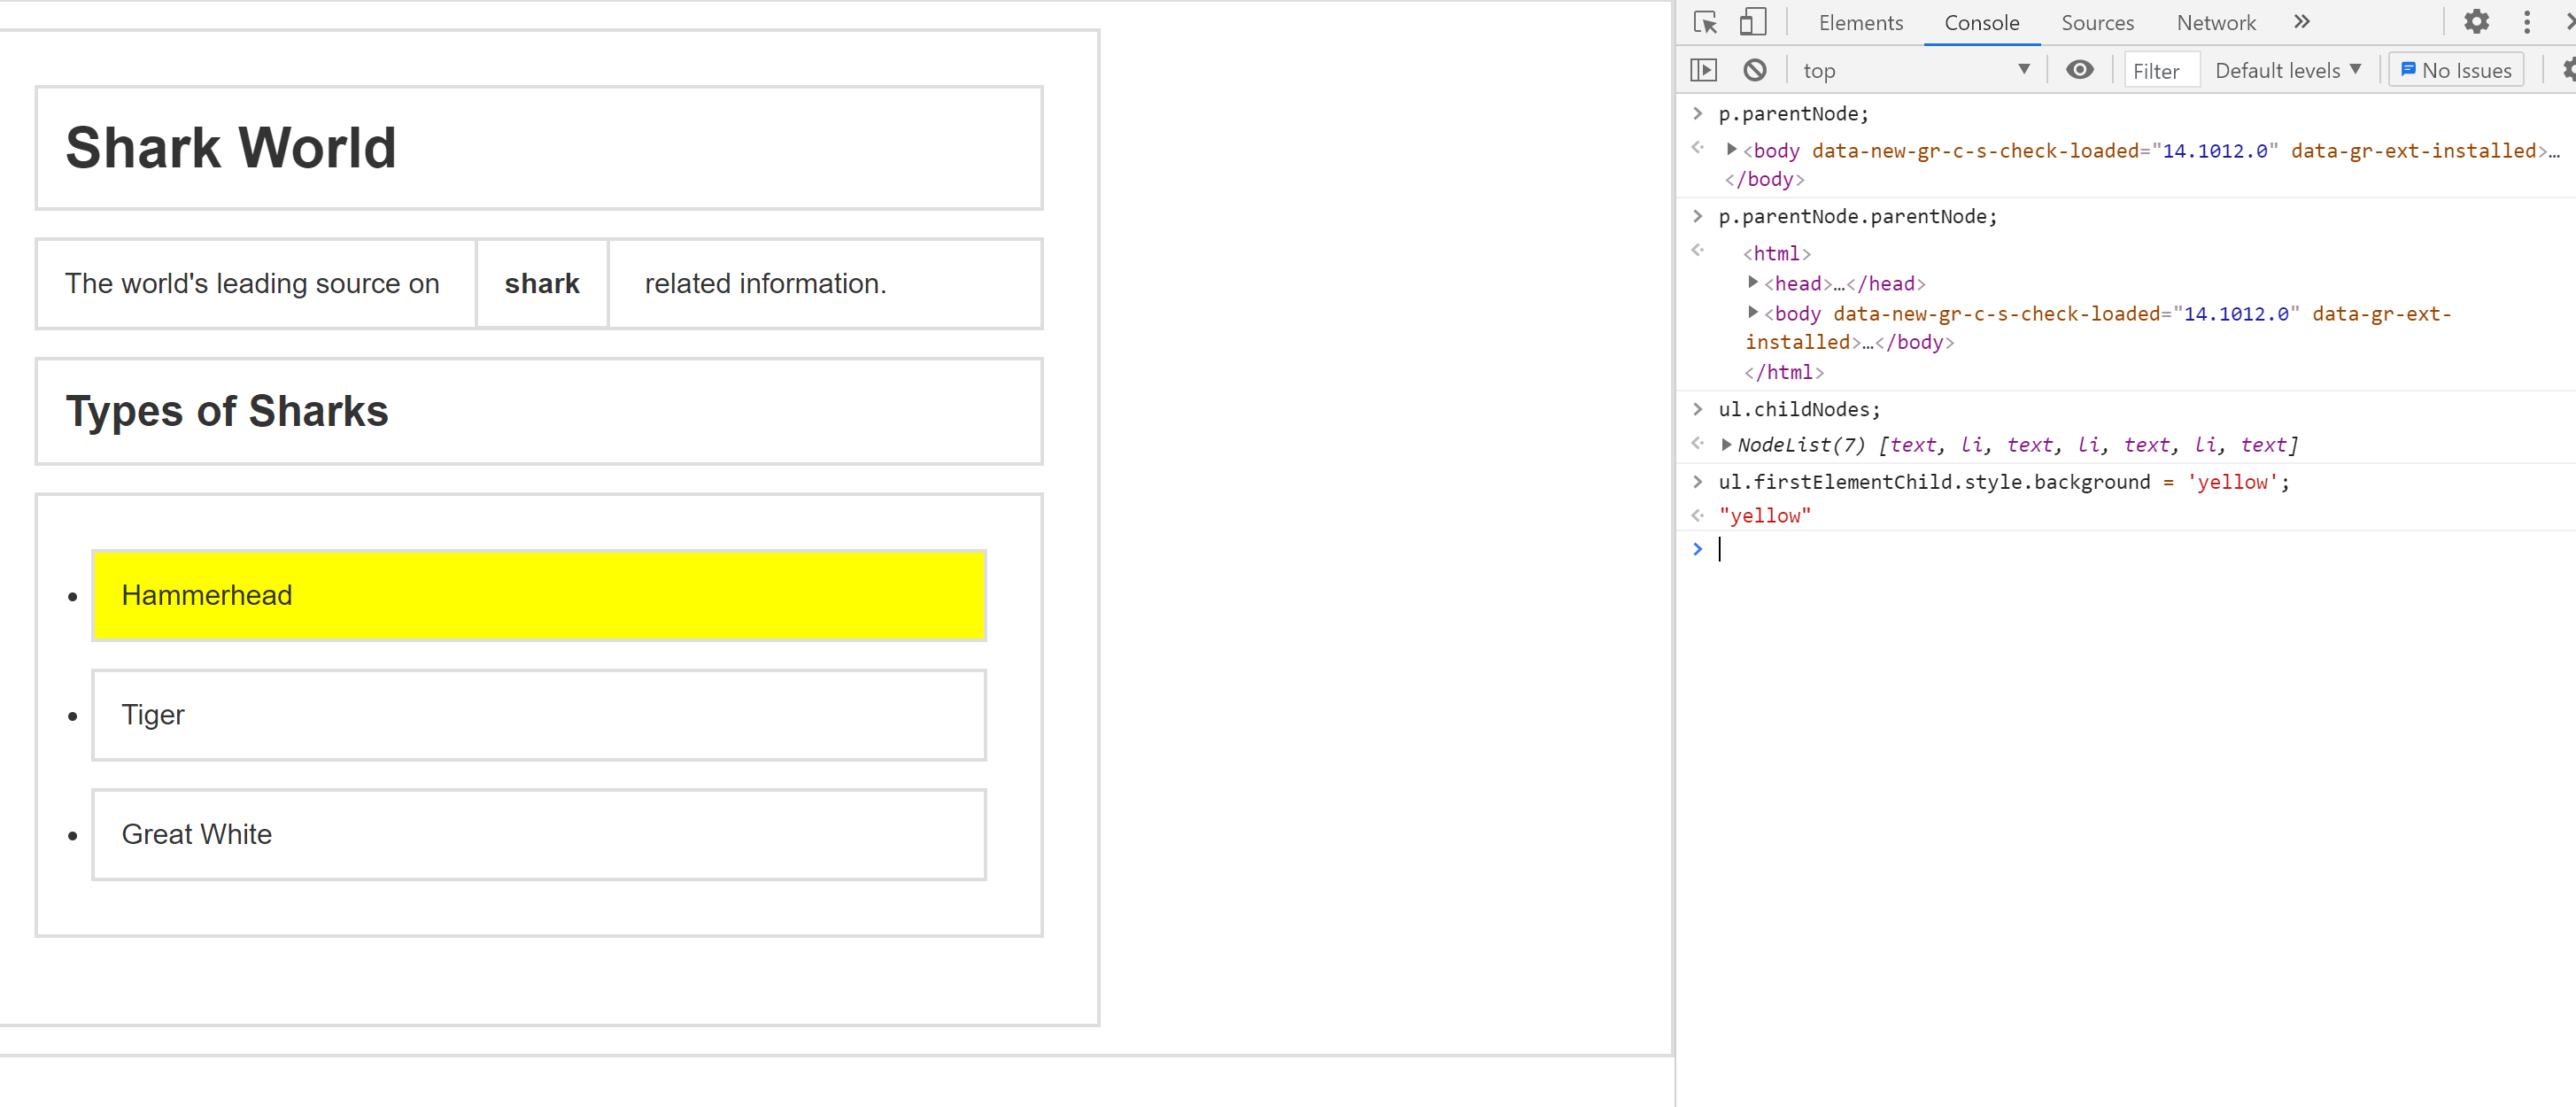 Shark World
The world's leading source on shark related information.
Types of Sharks
• Hammerhead
• Tiger
• Great White
Elements Console Sources Network »
top ▼ Filter Default levels ▼ No Issues
> p.parentNode;
<body data-new-gr-c-s-check-loaded="14.1012.0" data-gr-ext-installed>…
</body>
> p.parentNode.parentNode;
<html>
<head>…</head>
<body data-new-gr-c-s-check-loaded="14.1012.0" data-gr-ext-
installed>…</body>
</html>
> ul.childNodes;
NodeList(7) [text, li, text, li, text, li, text]
> ul.firstElementChild.style.background = 'yellow';
"yellow"
>